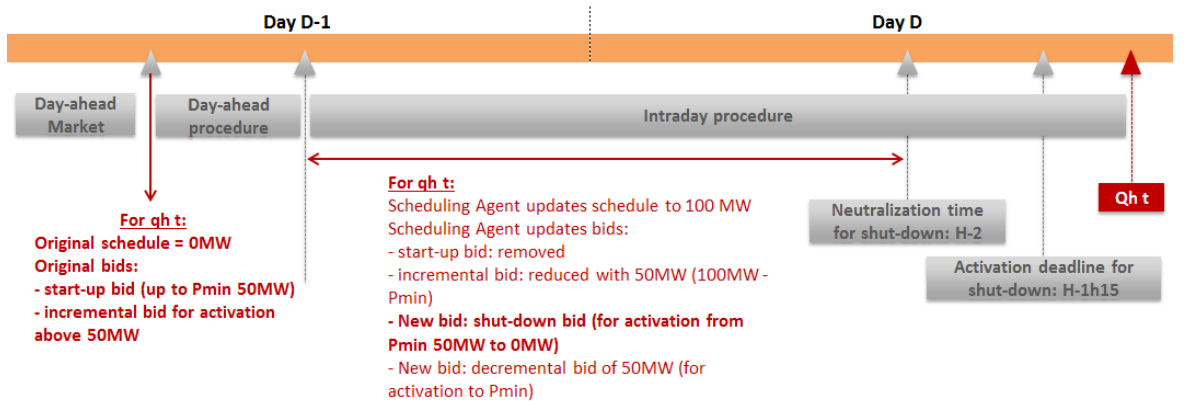 Day D-1
Day D
Day-ahead
Market
Day-ahead
procedure
Intraday procedure
For qh t:
Original schedule = 0MW
Original bids:
- start-up bid (up to Pmin 50MW)
- incremental bid for activation
above 50MW
For qh t:
Scheduling Agent updates schedule to 100 MW
Scheduling Agent updates bids:
- start-up bid: removed
- incremental bid: reduced with 50MW (100MW -
Pmin)
- New bid: shut-down bid (for activation from
Pmin 50MW to 0MW)
- New bid: decremental bid of 50MW (for
activation to Pmin)
Neutralization time
for shut-down: H-2
Activation deadline for
shut-down: H-1h15
Qh t